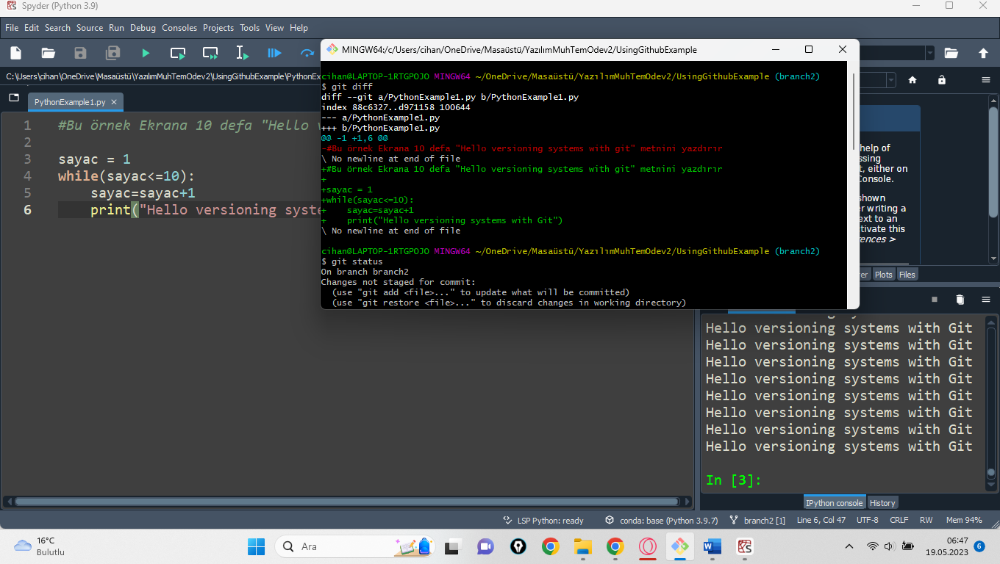 Spyder (Python 3.9)
File Edit Search Source Run Debug Consoles Projects Tools View Help
C:\Users\cihan\OneDrive\Masaüstü\YazılımMuhTemOdev2\UsingGithubExample\PythonEx
PythonExample1.py
1 #Bu örnek Ekrana 10 defa "Hello
2
3 sayac = 1
4 while(sayac<=10):
5 sayac=sayac+1
6 print("Hello versioning syste
MINGW64:/c/Users/cihan/OneDrive/Masaüstü/YazılımMuhTemOdev2/UsingGithubExample
cihan@LAPTOP-1RTGPOJO MINGW64 ~/OneDrive/Masaüstü/YazılımMuhTemOdev2/UsingGithubExample (branch2)
$ git diff
diff --git a/PythonExample1.py b/PythonExample1.py
index 88c6327..d971158 100644
--- a/PythonExample1.py
+++ b/PythonExample1.py
@@ -1 +1,6 @@
-#Bu örnek Ekrana 10 defa "Hello versioning systems with git" metnini yazdırır
\ No newline at end of file
+#Bu örnek Ekrana 10 defa "Hello versioning systems with git" metnini yazdırır
+
+sayac = 1
+while(sayac<=10):
+    sayac=sayac+1
+    print("Hello versioning systems with Git")
\ No newline at end of file
cihan@LAPTOP-1RTGPOJO MINGW64 ~/OneDrive/Masaüstü/YazılımMuhTemOdev2/UsingGithubExample (branch2)
$ git status
On branch branch2
Changes not staged for commit:
(use "git add <file>..." to update what will be committed)
(use "git restore <file>..." to discard changes in working directory)
help of
ssing
t, either on
Console.
shown
er writing a
ext to an
ctivate this
rences >
er Plots Files
Hello versioning systems with Git
Hello versioning systems with Git
Hello versioning systems with Git
Hello versioning systems with Git
Hello versioning systems with Git
Hello versioning systems with Git
Hello versioning systems with Git
Hello versioning systems with Git
In [3]:
IPython console History
LSP Python: ready conda: base (Python 3.9.7) branch2 [1] Line 6, Col 47 UTF-8 CRLF RW Mem 94%
16°C
Bulutlu
Ara
06:47
19.05.2023
6